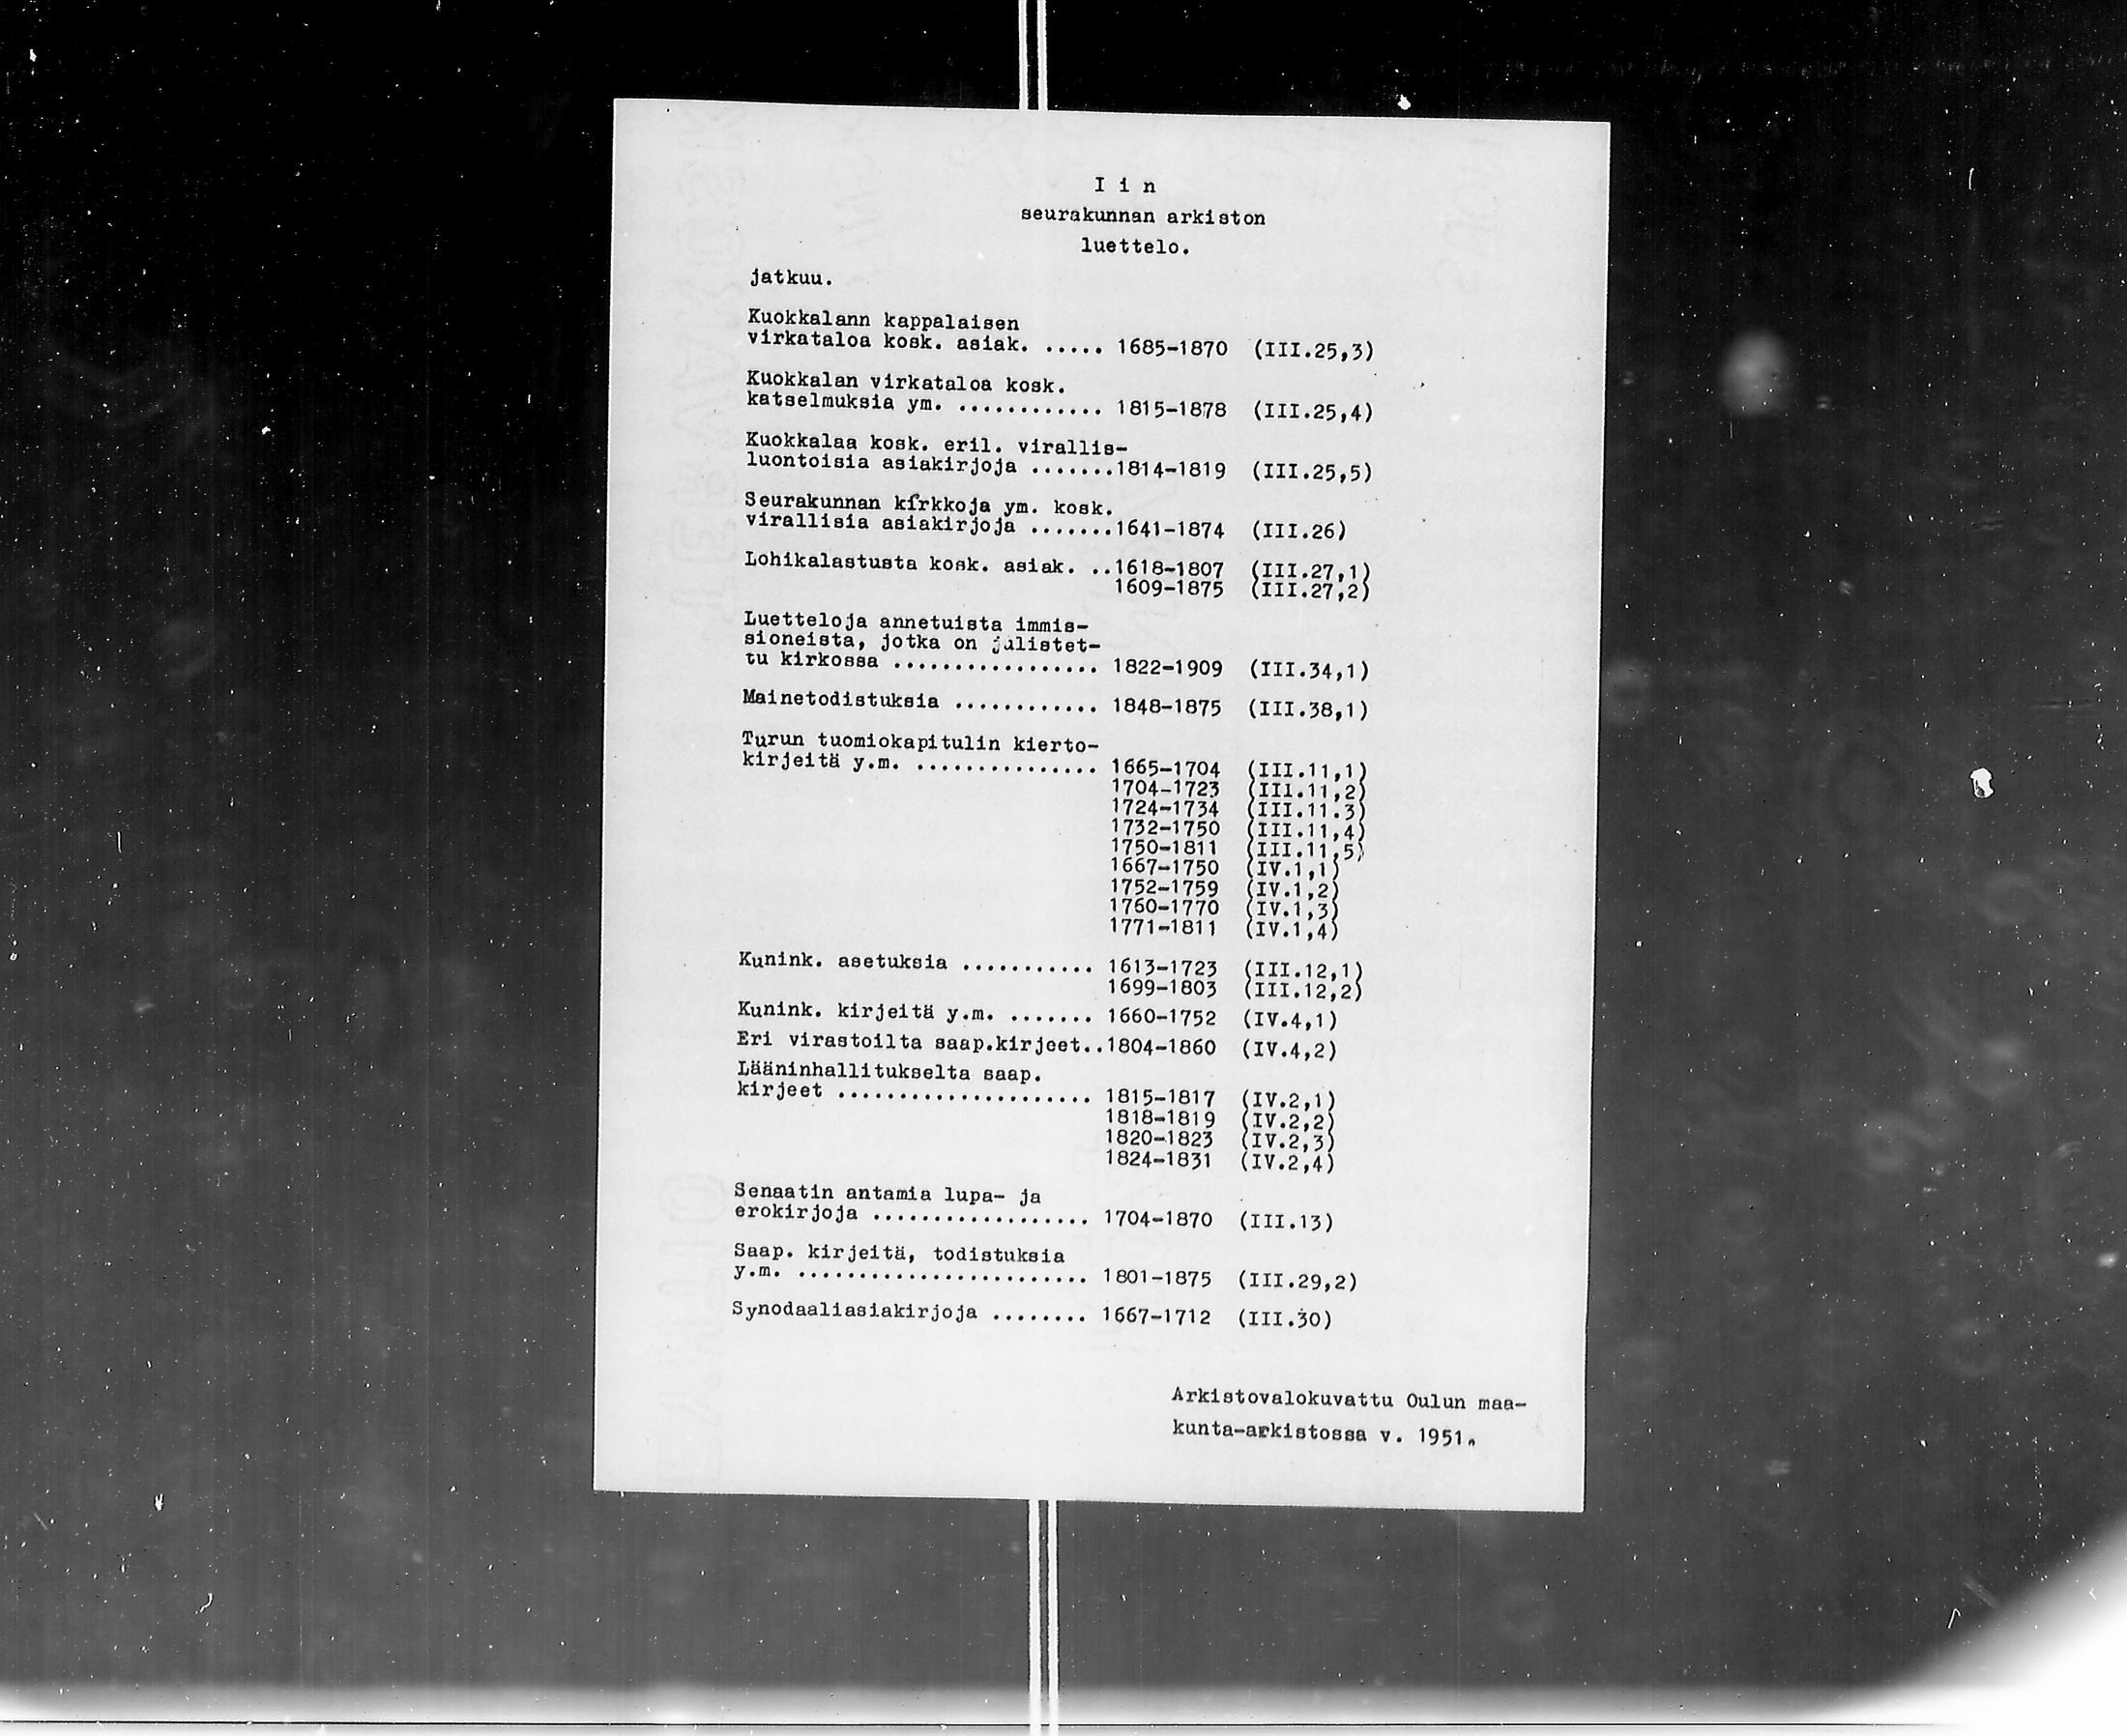 I i n
seurakunnan arkiston
luettelo.
jatkuu.
Kuokkalann kappalaisen
virkataloa kosk. asiak. ..... 1685-1870 (III.25,3)
Kuokkalan virkataloa kosk.
katselmuksia ym. ............ 1815-1878 (III.25,4)
Kuokkalaa kosk. eril. virallis-
luontoisia asiakirjoja .......1814-1819 (III.25,5)
Seurakunnan kirkkoja ym. kosk.
virallisia asiakirjoja .......1641-1874 (III.26)
Lohikalastusta kosk. asiak. ..1618-1807 (III.27,1)
1609-1875 (III.27,2)
Luetteloja annetuista immis-
sioneista, jotka on julistet-
tu kirkossa ................. 1822-1909 (III.34,1)
Mainetodistuksia ............ 1848-1875 (III.38,1)
Turun tuomiokapitulin kierto-
kirjeitä y.m. ............... 1665-1704 (III.11,1)
1704-1723 (III.11,2)
1724-1734 (III.11.3)
1732-1750 (III.11,4)
1750-1811 (III.11,5)
1667-1750 (IV.1,1)
1752-1759 (IV.1,2)
1760-1770 (IV.1,3)
1771-1811 (IV.1,4)
Kunink. asetuksia ........... 1613-1723 (III.12,1)
1699-1803 (III.12,2)
Kunink. kirjeitä y.m. ....... 1660-1752 (IV.4,1)
Eri virastoilta saap.kirjeet..1804-1860 (IV.4,2)
Lääninhallitukselta saap.
kirjeet ..................... 1815-1817 (IV.2,1)
1818-1819 (IV.2,2)
1820-1823 (IV.2,3)
1824-1831 (IV.2,4)
Senaatin antamia lupa- ja
erokirjoja .................. 1704-1870 (III.13)
Saap. kirjeitä, todistuksia
y.m. ........................ 1801-1875 (III.29,2)
Synodaaliasiakirjoja ........ 1667-1712 (III.30)
Arkistovalokuvattu Oulun maa-
kunta-arkistossa v. 1951.